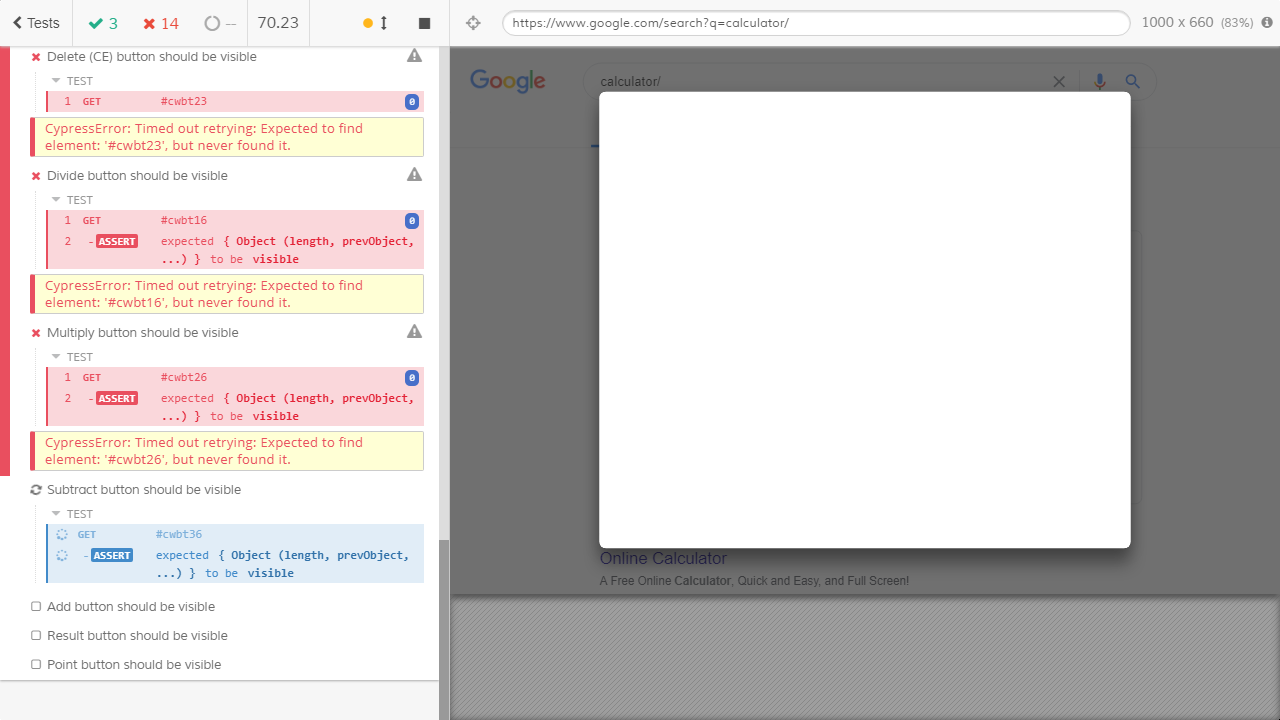 Tests
3
14
--
70.23
https://www.google.com/search?q=calculator/
1000 x 660 (83%)
Delete (CE) button should be visible
TEST
1 GET #cwbt23 0
CypressError: Timed out retrying: Expected to find
element: '#cwbt23', but never found it.
Divide button should be visible
TEST
1 GET #cwbt16 0
2 -ASSERT expected { Object (length, prevObject,
...) } to be visible
CypressError: Timed out retrying: Expected to find
element: '#cwbt16', but never found it.
Multiply button should be visible
TEST
1 GET #cwbt26 0
2 -ASSERT expected { Object (length, prevObject,
...) } to be visible
CypressError: Timed out retrying: Expected to find
element: '#cwbt26', but never found it.
Subtract button should be visible
TEST
GET #cwbt36
-ASSERT expected { Object (length, prevObject,
...) } to be visible
Add button should be visible
Result button should be visible
Point button should be visible
Google
calculator/
Online Calculator
A Free Online Calculator, Quick and Easy, and Full Screen!